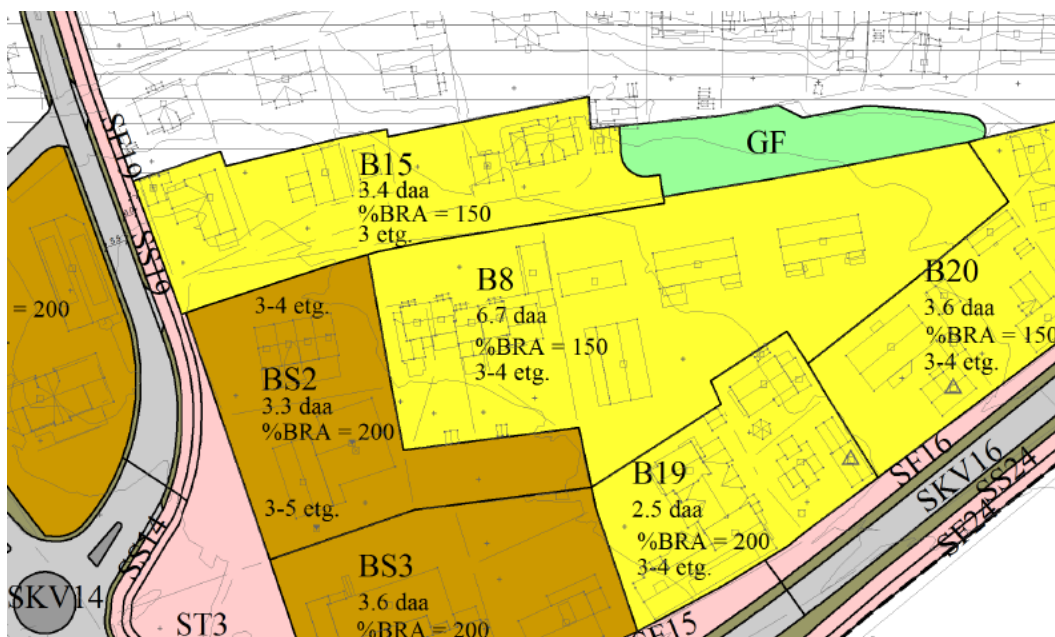 SF19
SS19
= 200
B15
3.4 daa
%BRA = 150
3 etg.
GF
B8
6.7 daa
%BRA = 150
3-4 etg.
B20
3.6 daa
%BRA = 150
3-4 etg.
3-4 etg.
BS2
3.3 daa
%BRA = 200
3-5 etg.
B19
2.5 daa
%BRA = 200
3-4 etg.
BS3
3.6 daa
%BRA = 200
SF16
SKV16
SS24
SF24
SF15
SS14
SKV14
ST3